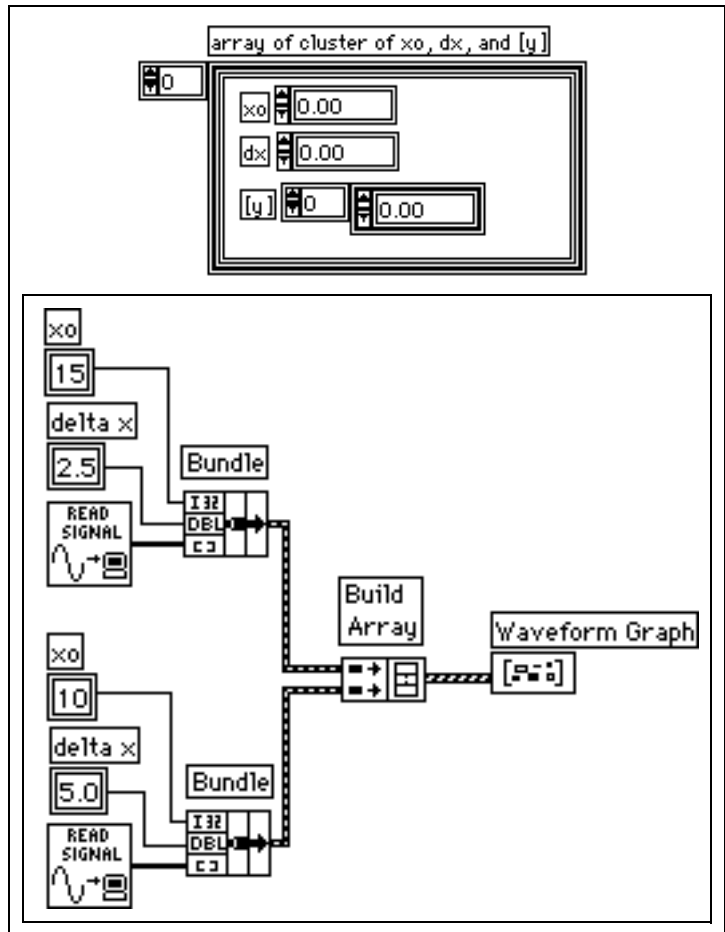 array of cluster of xo, dx, and [y]
0
xo 0.00
dx 0.00
[y] 0 0.00
xo
15
delta x
2.5
Bundle
I32
DBL
[ ]
READ
SIGNAL
Build
Array
Waveform Graph
xo
10
delta x
5.0
Bundle
I32
DBL
[ ]
READ
SIGNAL